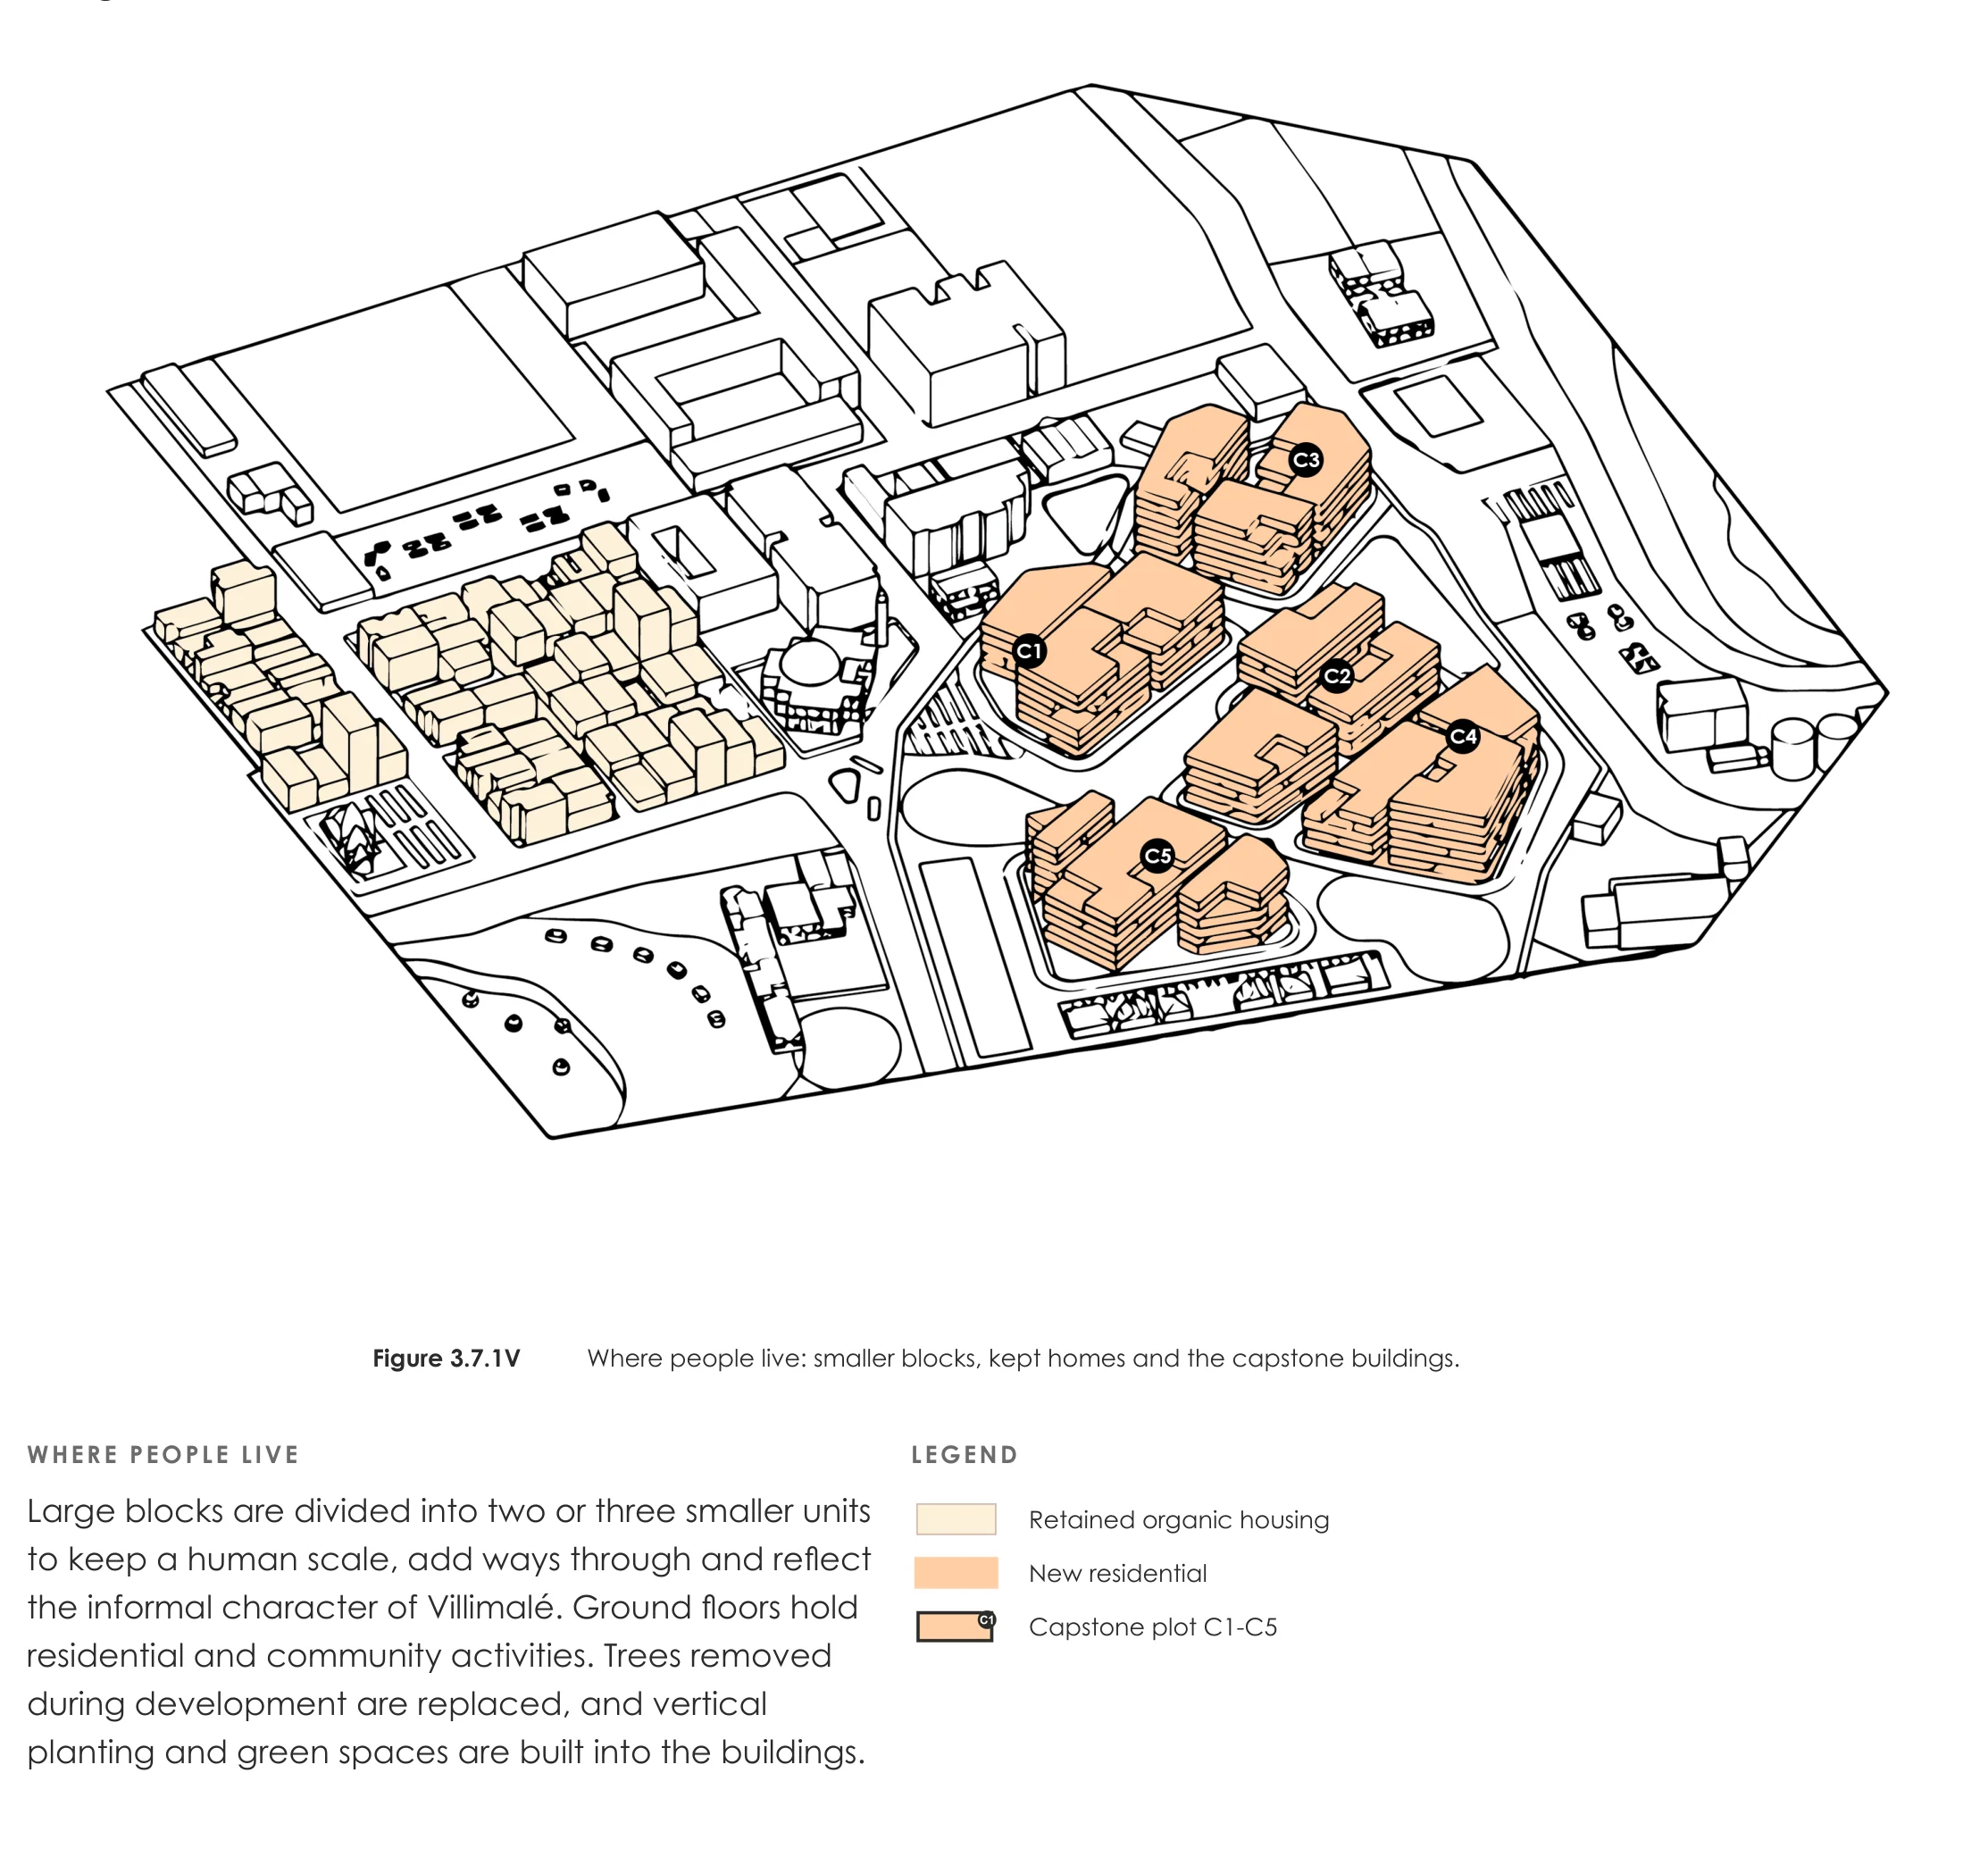 C3
C1
C2
C4
C5
Figure 3.7.1V Where people live: smaller blocks, kept homes and the capstone buildings.
WHERE PEOPLE LIVE
Large blocks are divided into two or three smaller units
to keep a human scale, add ways through and reflect
the informal character of Villimalé. Ground floors hold
residential and community activities. Trees removed
during development are replaced, and vertical
planting and green spaces are built into the buildings.
LEGEND
Retained organic housing
New residential
C1
Capstone plot C1-C5